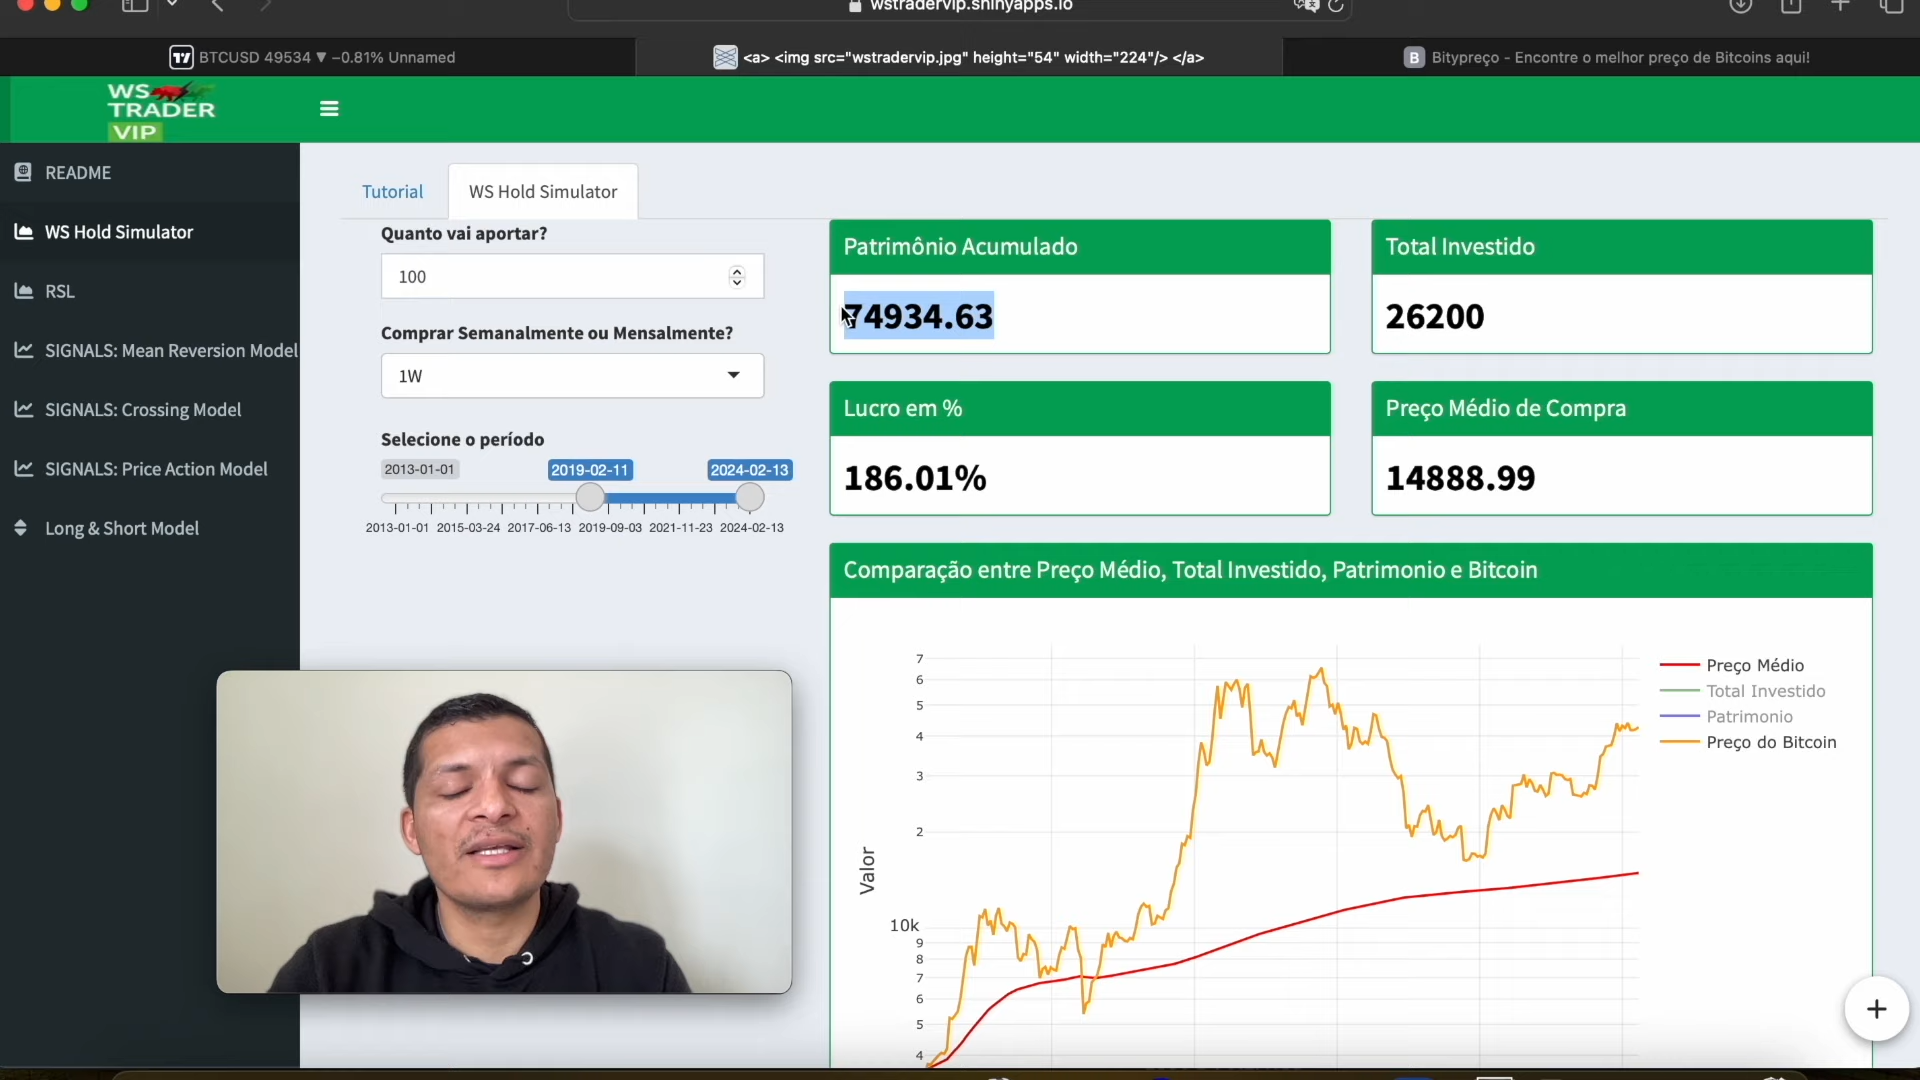 wstradervip.shinyapps.io
BTCUSD 49534 ▼ −0.81% Unnamed
<a> <img src="wstradervip.jpg" height="54" width="224"/> </a>
B Bitypreço - Encontre o melhor preço de Bitcoins aqui!
WS
TRADER
VIP
README
WS Hold Simulator
RSL
SIGNALS: Mean Reversion Model
SIGNALS: Crossing Model
SIGNALS: Price Action Model
Long & Short Model
Tutorial
WS Hold Simulator
Quanto vai aportar?
100
Comprar Semanalmente ou Mensalmente?
1W
Selecione o período
2013-01-01 2019-02-11 2024-02-13
2013-01-01 2015-03-24 2017-06-13 2019-09-03 2021-11-23 2024-02-13
Patrimônio Acumulado
74934.63
Total Investido
26200
Lucro em %
186.01%
Preço Médio de Compra
14888.99
Comparação entre Preço Médio, Total Investido, Patrimonio e Bitcoin
7
6
5
4
3
2
10k
9
8
7
6
5
4
Valor
Preço Médio
Total Investido
Patrimonio
Preço do Bitcoin
+